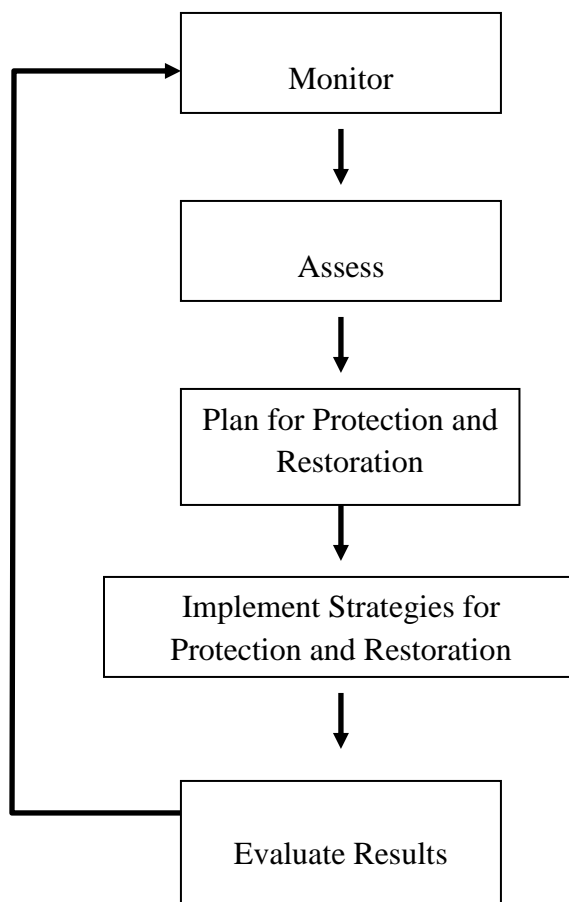 Monitor
Assess
Plan for Protection and
Restoration
Implement Strategies for
Protection and Restoration
Evaluate Results